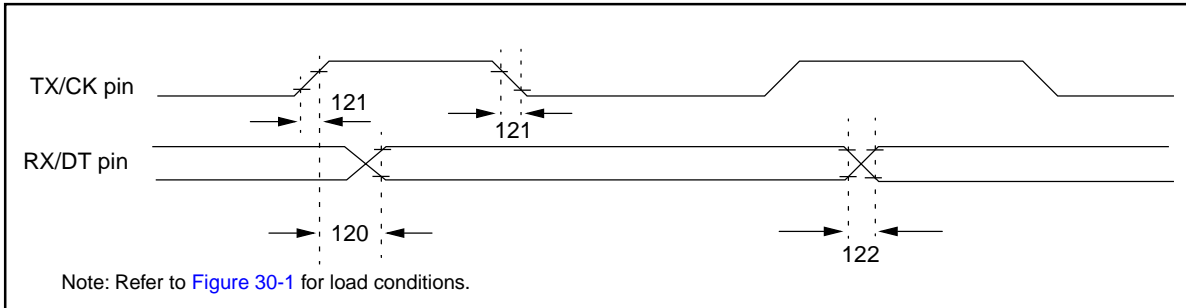 TX/CK pin
121
121
RX/DT pin
120
122
Note: Refer to Figure 30-1 for load conditions.